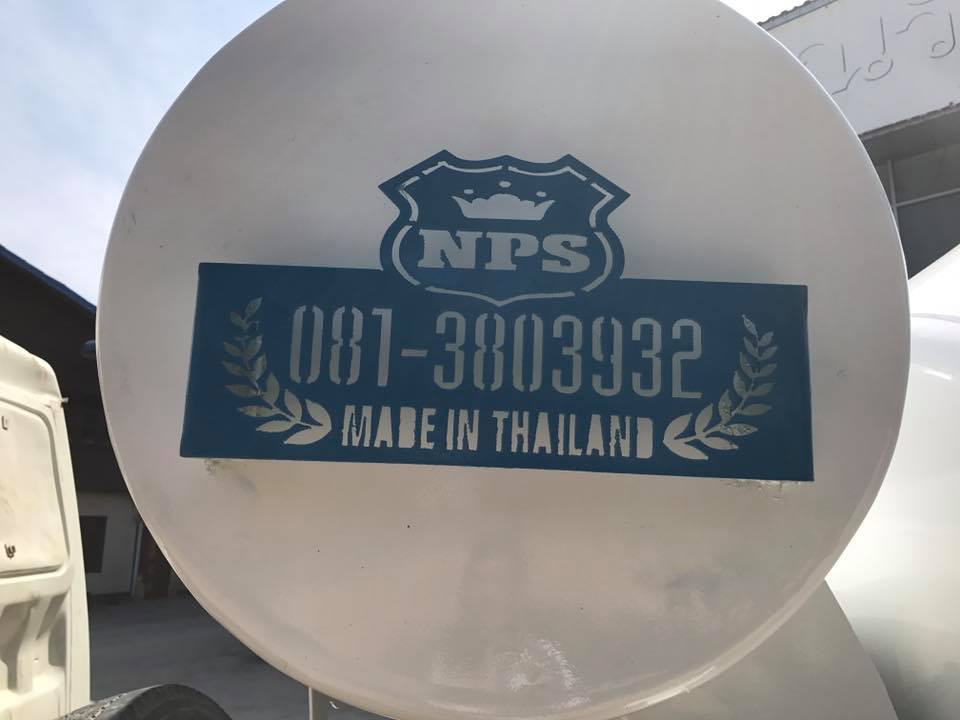 NPS
081-3803932
MADE IN THAILAND